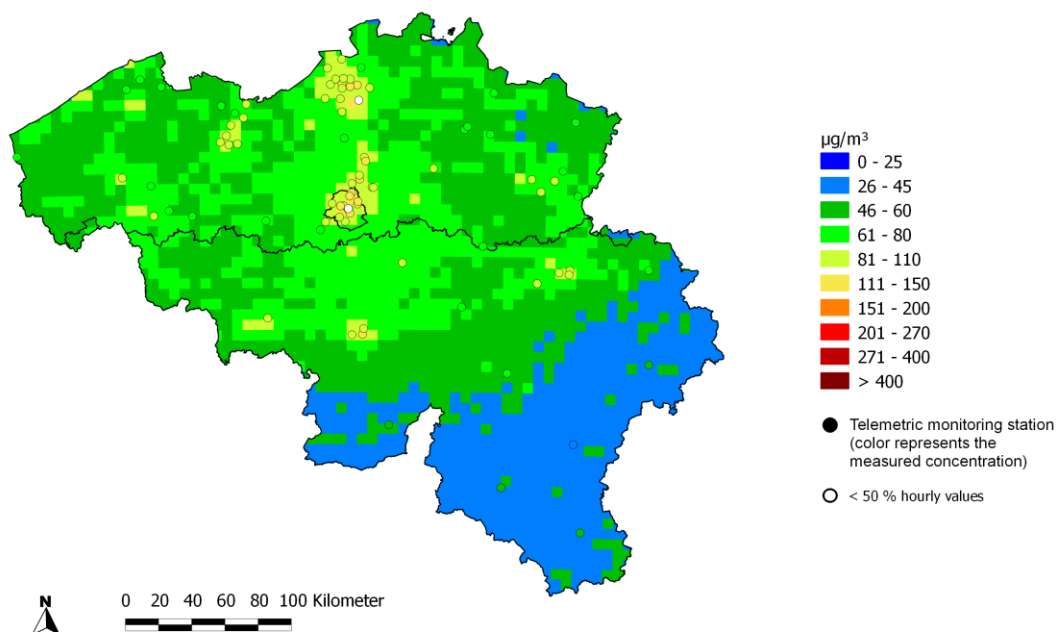 µg/m³
0 - 25
26 - 45
46 - 60
61 - 80
81 - 110
111 - 150
151 - 200
201 - 270
271 - 400
> 400
Telemetric monitoring station
(color represents the
measured concentration)
< 50 % hourly values
N
0 20 40 60 80 100 Kilometer